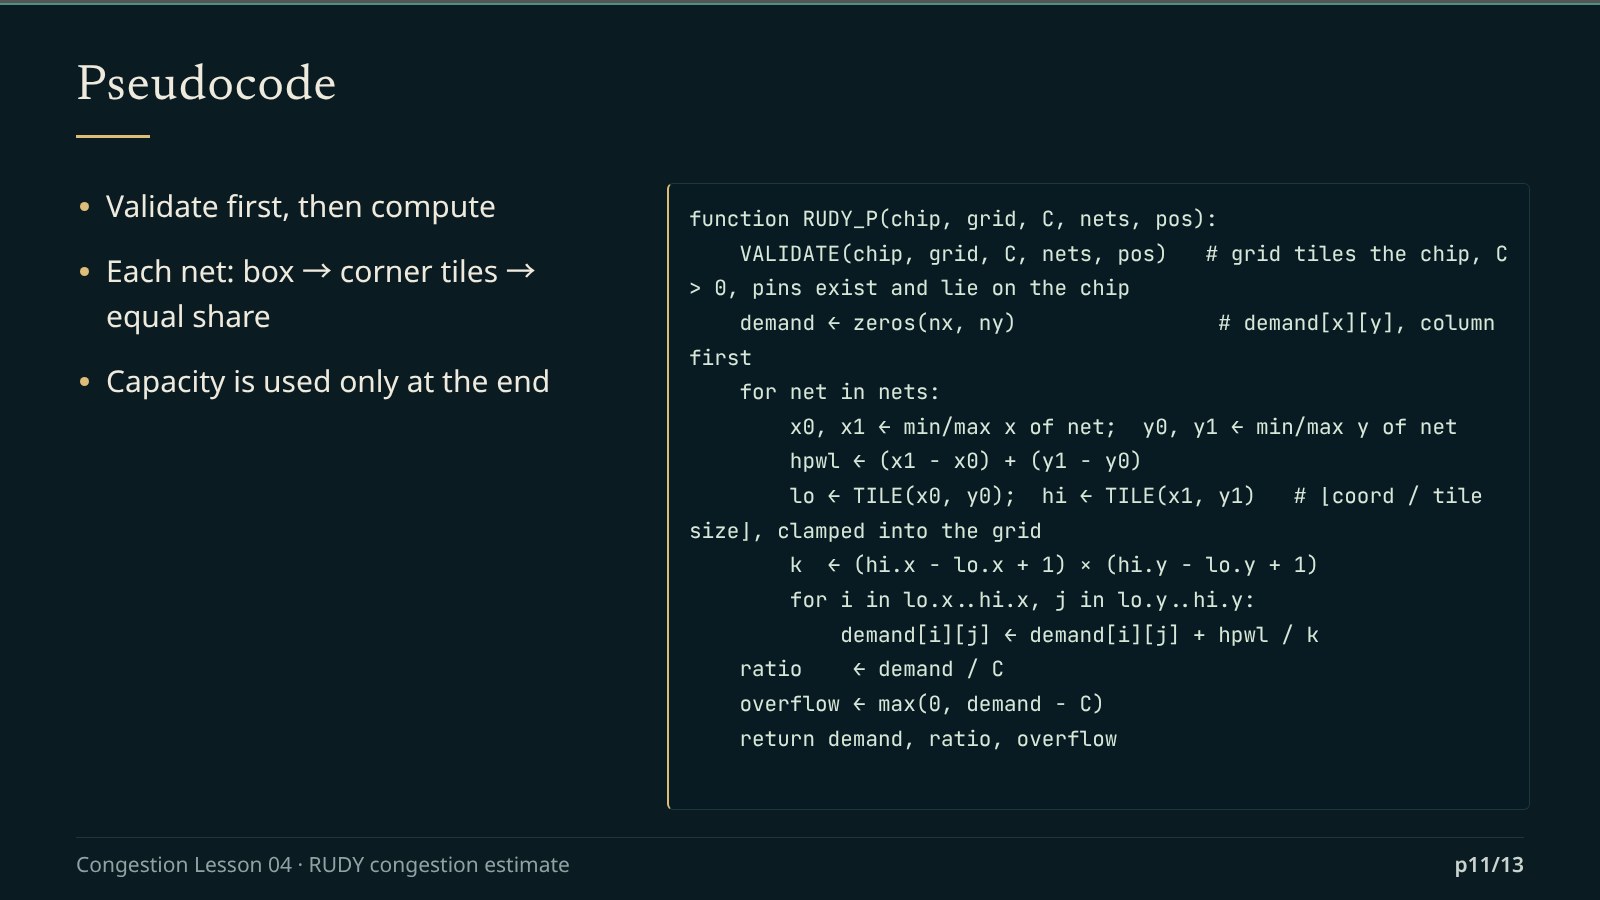 Pseudocode
• Validate first, then compute
• Each net: box → corner tiles →
equal share
• Capacity is used only at the end
function RUDY_P(chip, grid, C, nets, pos):
    VALIDATE(chip, grid, C, nets, pos)   # grid tiles the chip, C
> 0, pins exist and lie on the chip
    demand ← zeros(nx, ny)                # demand[x][y], column
first
    for net in nets:
        x0, x1 ← min/max x of net;  y0, y1 ← min/max y of net
        hpwl ← (x1 - x0) + (y1 - y0)
        lo ← TILE(x0, y0);  hi ← TILE(x1, y1)   # ⌊coord / tile
size⌋, clamped into the grid
        k  ← (hi.x - lo.x + 1) × (hi.y - lo.y + 1)
        for i in lo.x..hi.x, j in lo.y..hi.y:
            demand[i][j] ← demand[i][j] + hpwl / k
    ratio    ← demand / C
    overflow ← max(0, demand - C)
    return demand, ratio, overflow
Congestion Lesson 04 · RUDY congestion estimate
p11/13